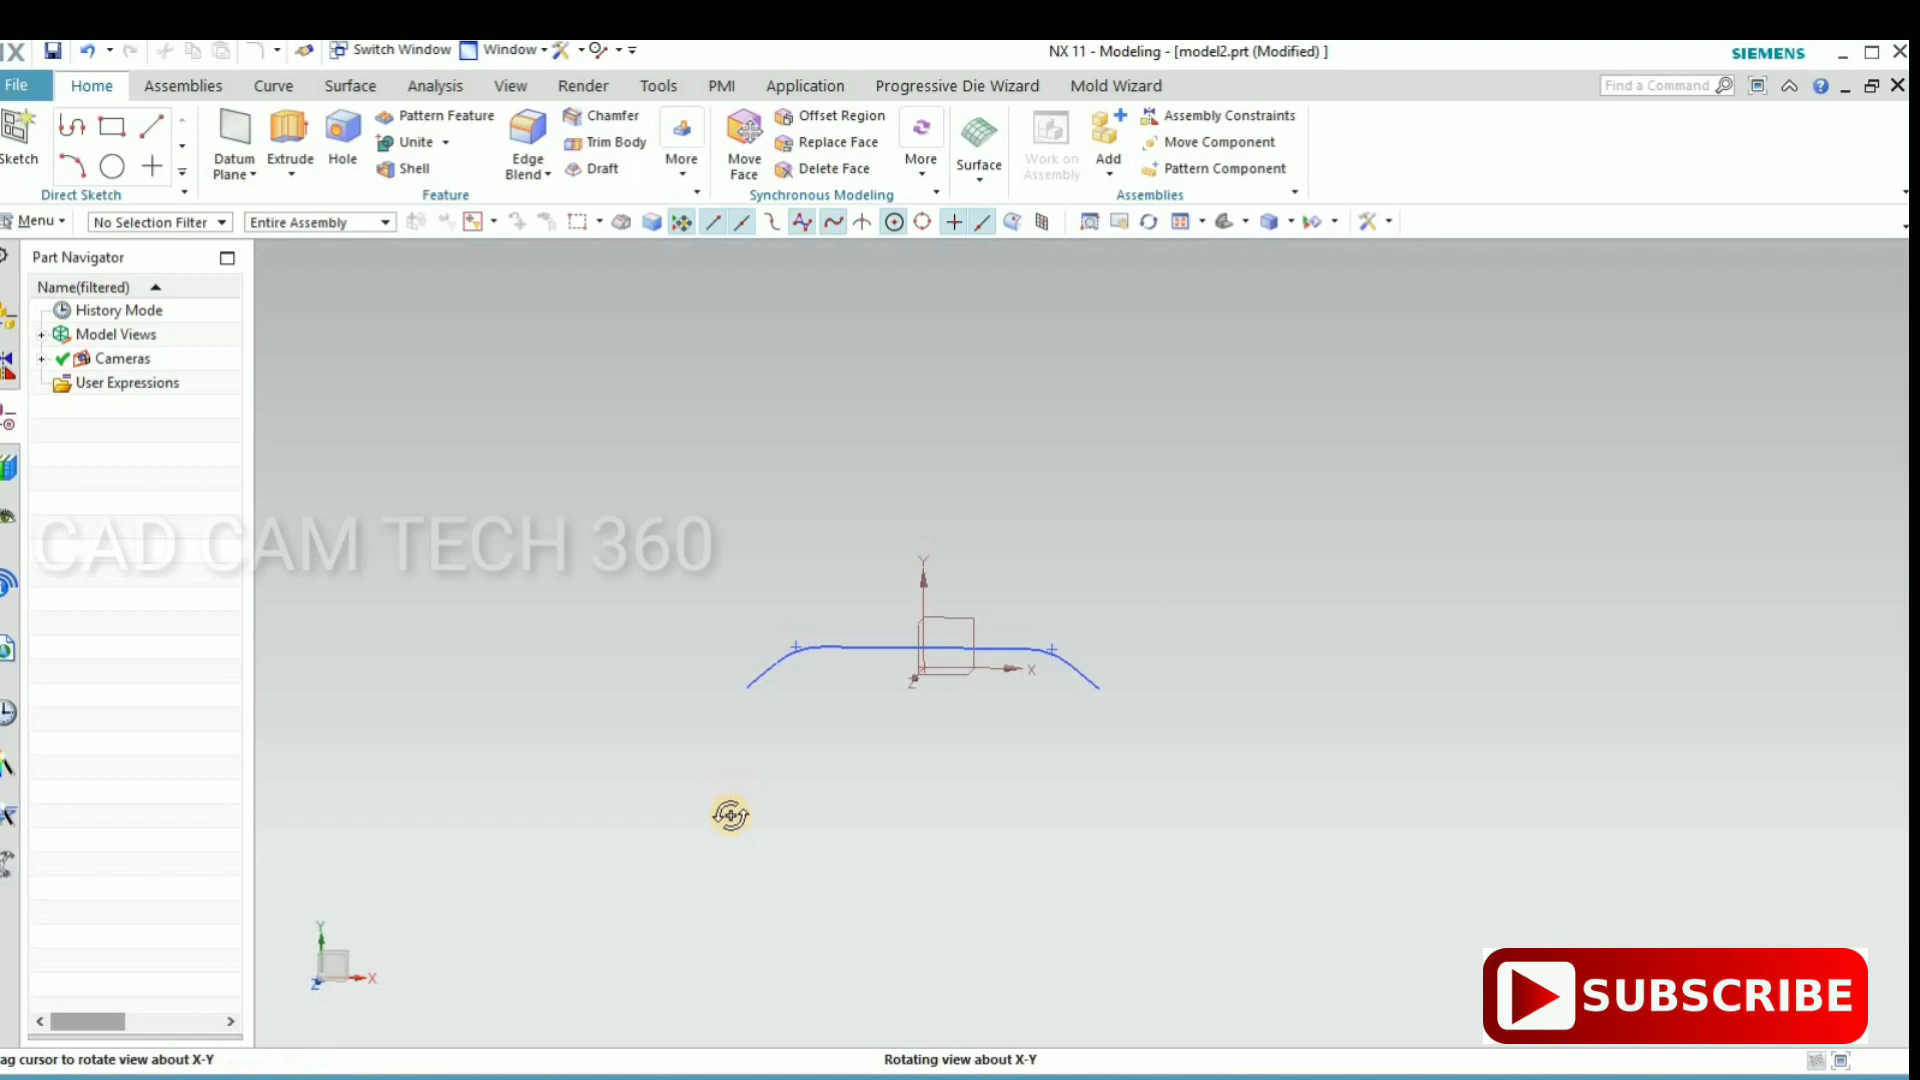 Switch Window Window NX 11 - Modeling - [model2.prt (Modified) ] SIEMENS
File Home Assemblies Curve Surface Analysis View Render Tools PMI Application Progressive Die Wizard Mold Wizard Find a Command
Sketch
Datum Plane
Extrude
Hole
Pattern Feature
Unite
Shell
Edge Blend
Chamfer
Trim Body
Draft
More
Move Face
Offset Region
Replace Face
Delete Face
More
Surface
Work on Assembly
Add
Assembly Constraints
Move Component
Pattern Component
Direct Sketch Feature Synchronous Modeling Assemblies
Menu No Selection Filter Entire Assembly
Part Navigator
Name(filtered)
History Mode
Model Views
Cameras
User Expressions
CAD CAM TECH 360
Y
X
Z
Y
X
Z
SUBSCRIBE
ag cursor to rotate view about X-Y Rotating view about X-Y